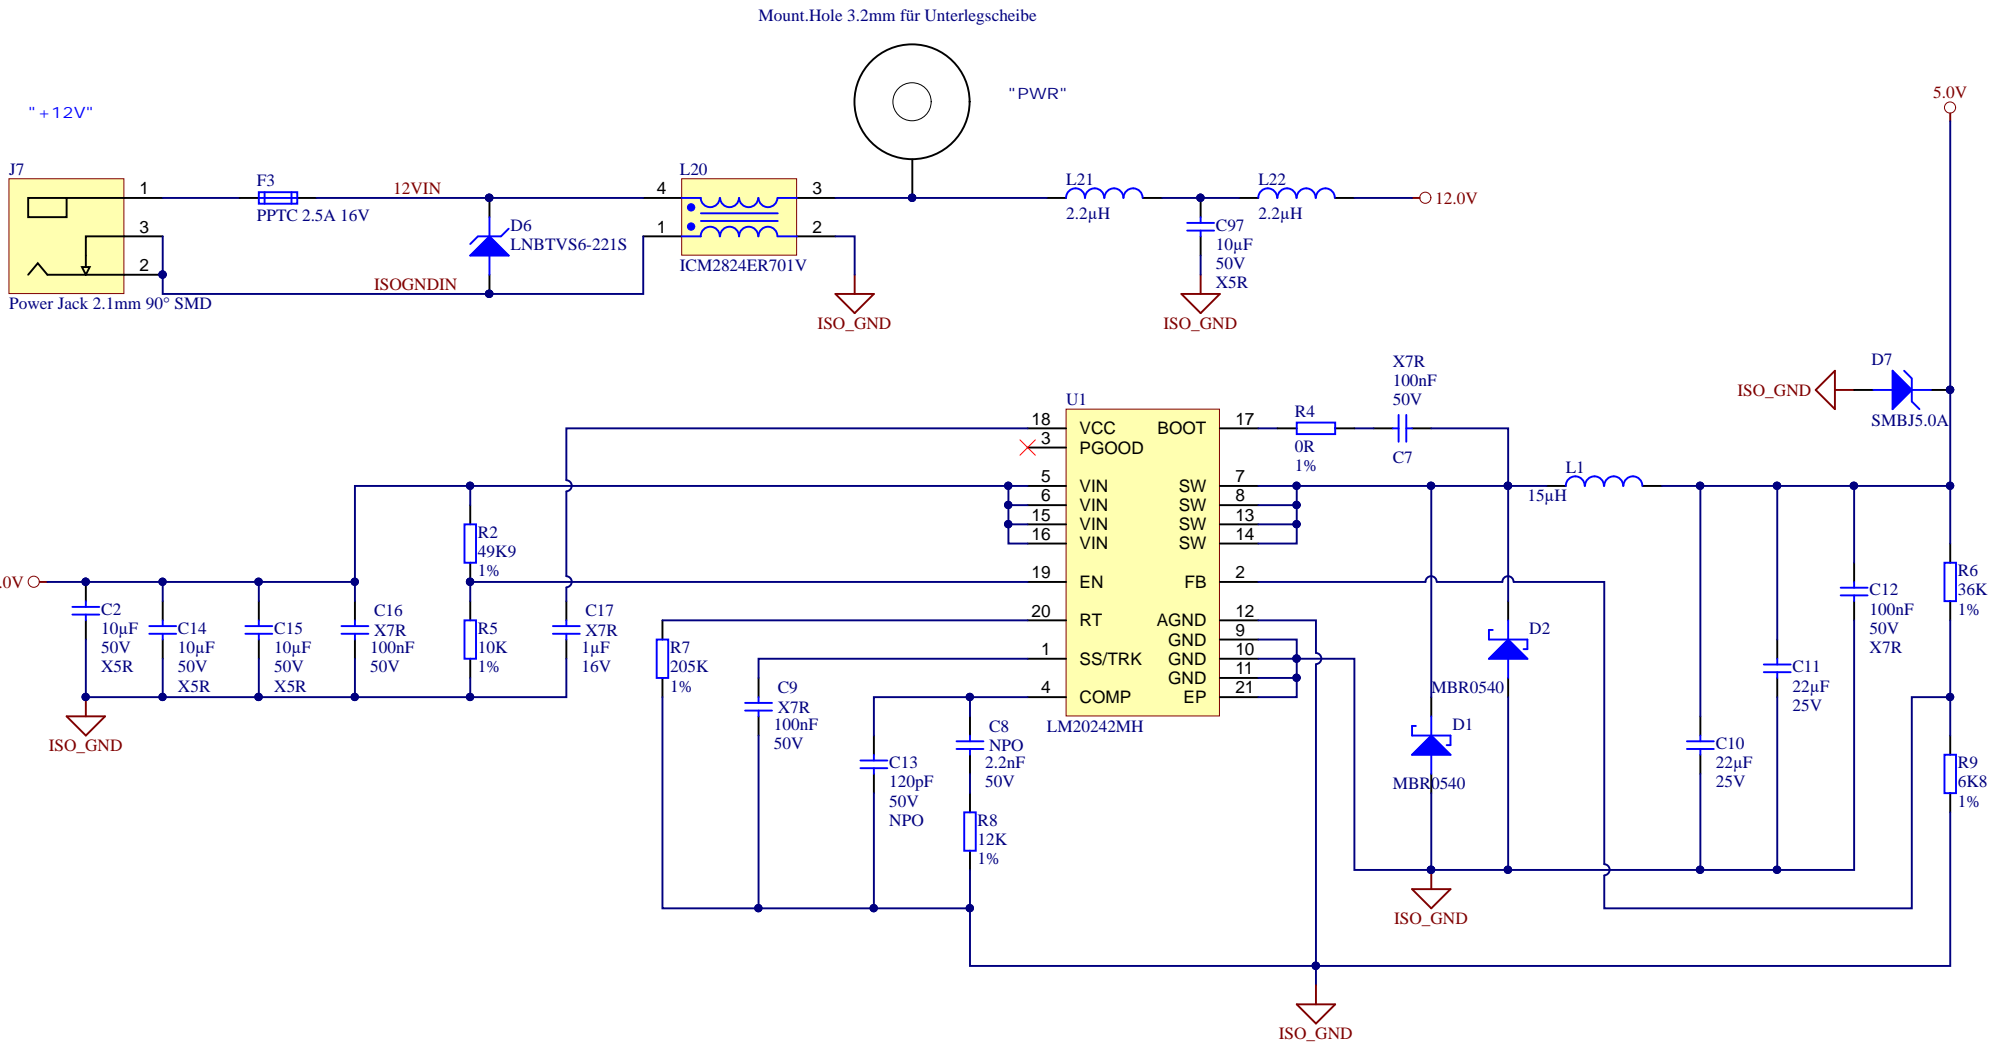 Mount.Hole 3.2mm für Unterlegscheibe
"+12V"
"PWR"
5.0V
J7
1
3
2
Power Jack 2.1mm 90° SMD
F3
PPTC 2.5A 16V
12VIN
ISOGNDIN
D6
LNBTVS6-221S
L20
4
1
3
2
ICM2824ER701V
ISO_GND
L21
2.2µH
C97
10µF
50V
X5R
ISO_GND
L22
2.2µH
12.0V
ISO_GND
D7
SMBJ5.0A
X7R
100nF
50V
C7
R4
0R
1%
U1
18
VCC
3
PGOOD
5
VIN
6
VIN
15
VIN
16
VIN
19
EN
20
RT
1
SS/TRK
4
COMP
BOOT
17
SW
7
SW
8
SW
13
SW
14
FB
2
AGND
12
GND
9
GND
10
GND
11
EP
21
LM20242MH
L1
15µH
.0V
C2
10µF
50V
X5R
C14
10µF
50V
X5R
C15
10µF
50V
X5R
C16
X7R
100nF
50V
R2
49K9
1%
R5
10K
1%
C17
X7R
1µF
16V
ISO_GND
R7
205K
1%
C9
X7R
100nF
50V
C13
120pF
50V
NPO
C8
NPO
2.2nF
50V
R8
12K
1%
D2
MBR0540
D1
MBR0540
ISO_GND
C10
22µF
25V
C11
22µF
25V
C12
100nF
50V
X7R
R6
36K
1%
R9
6K8
1%
ISO_GND